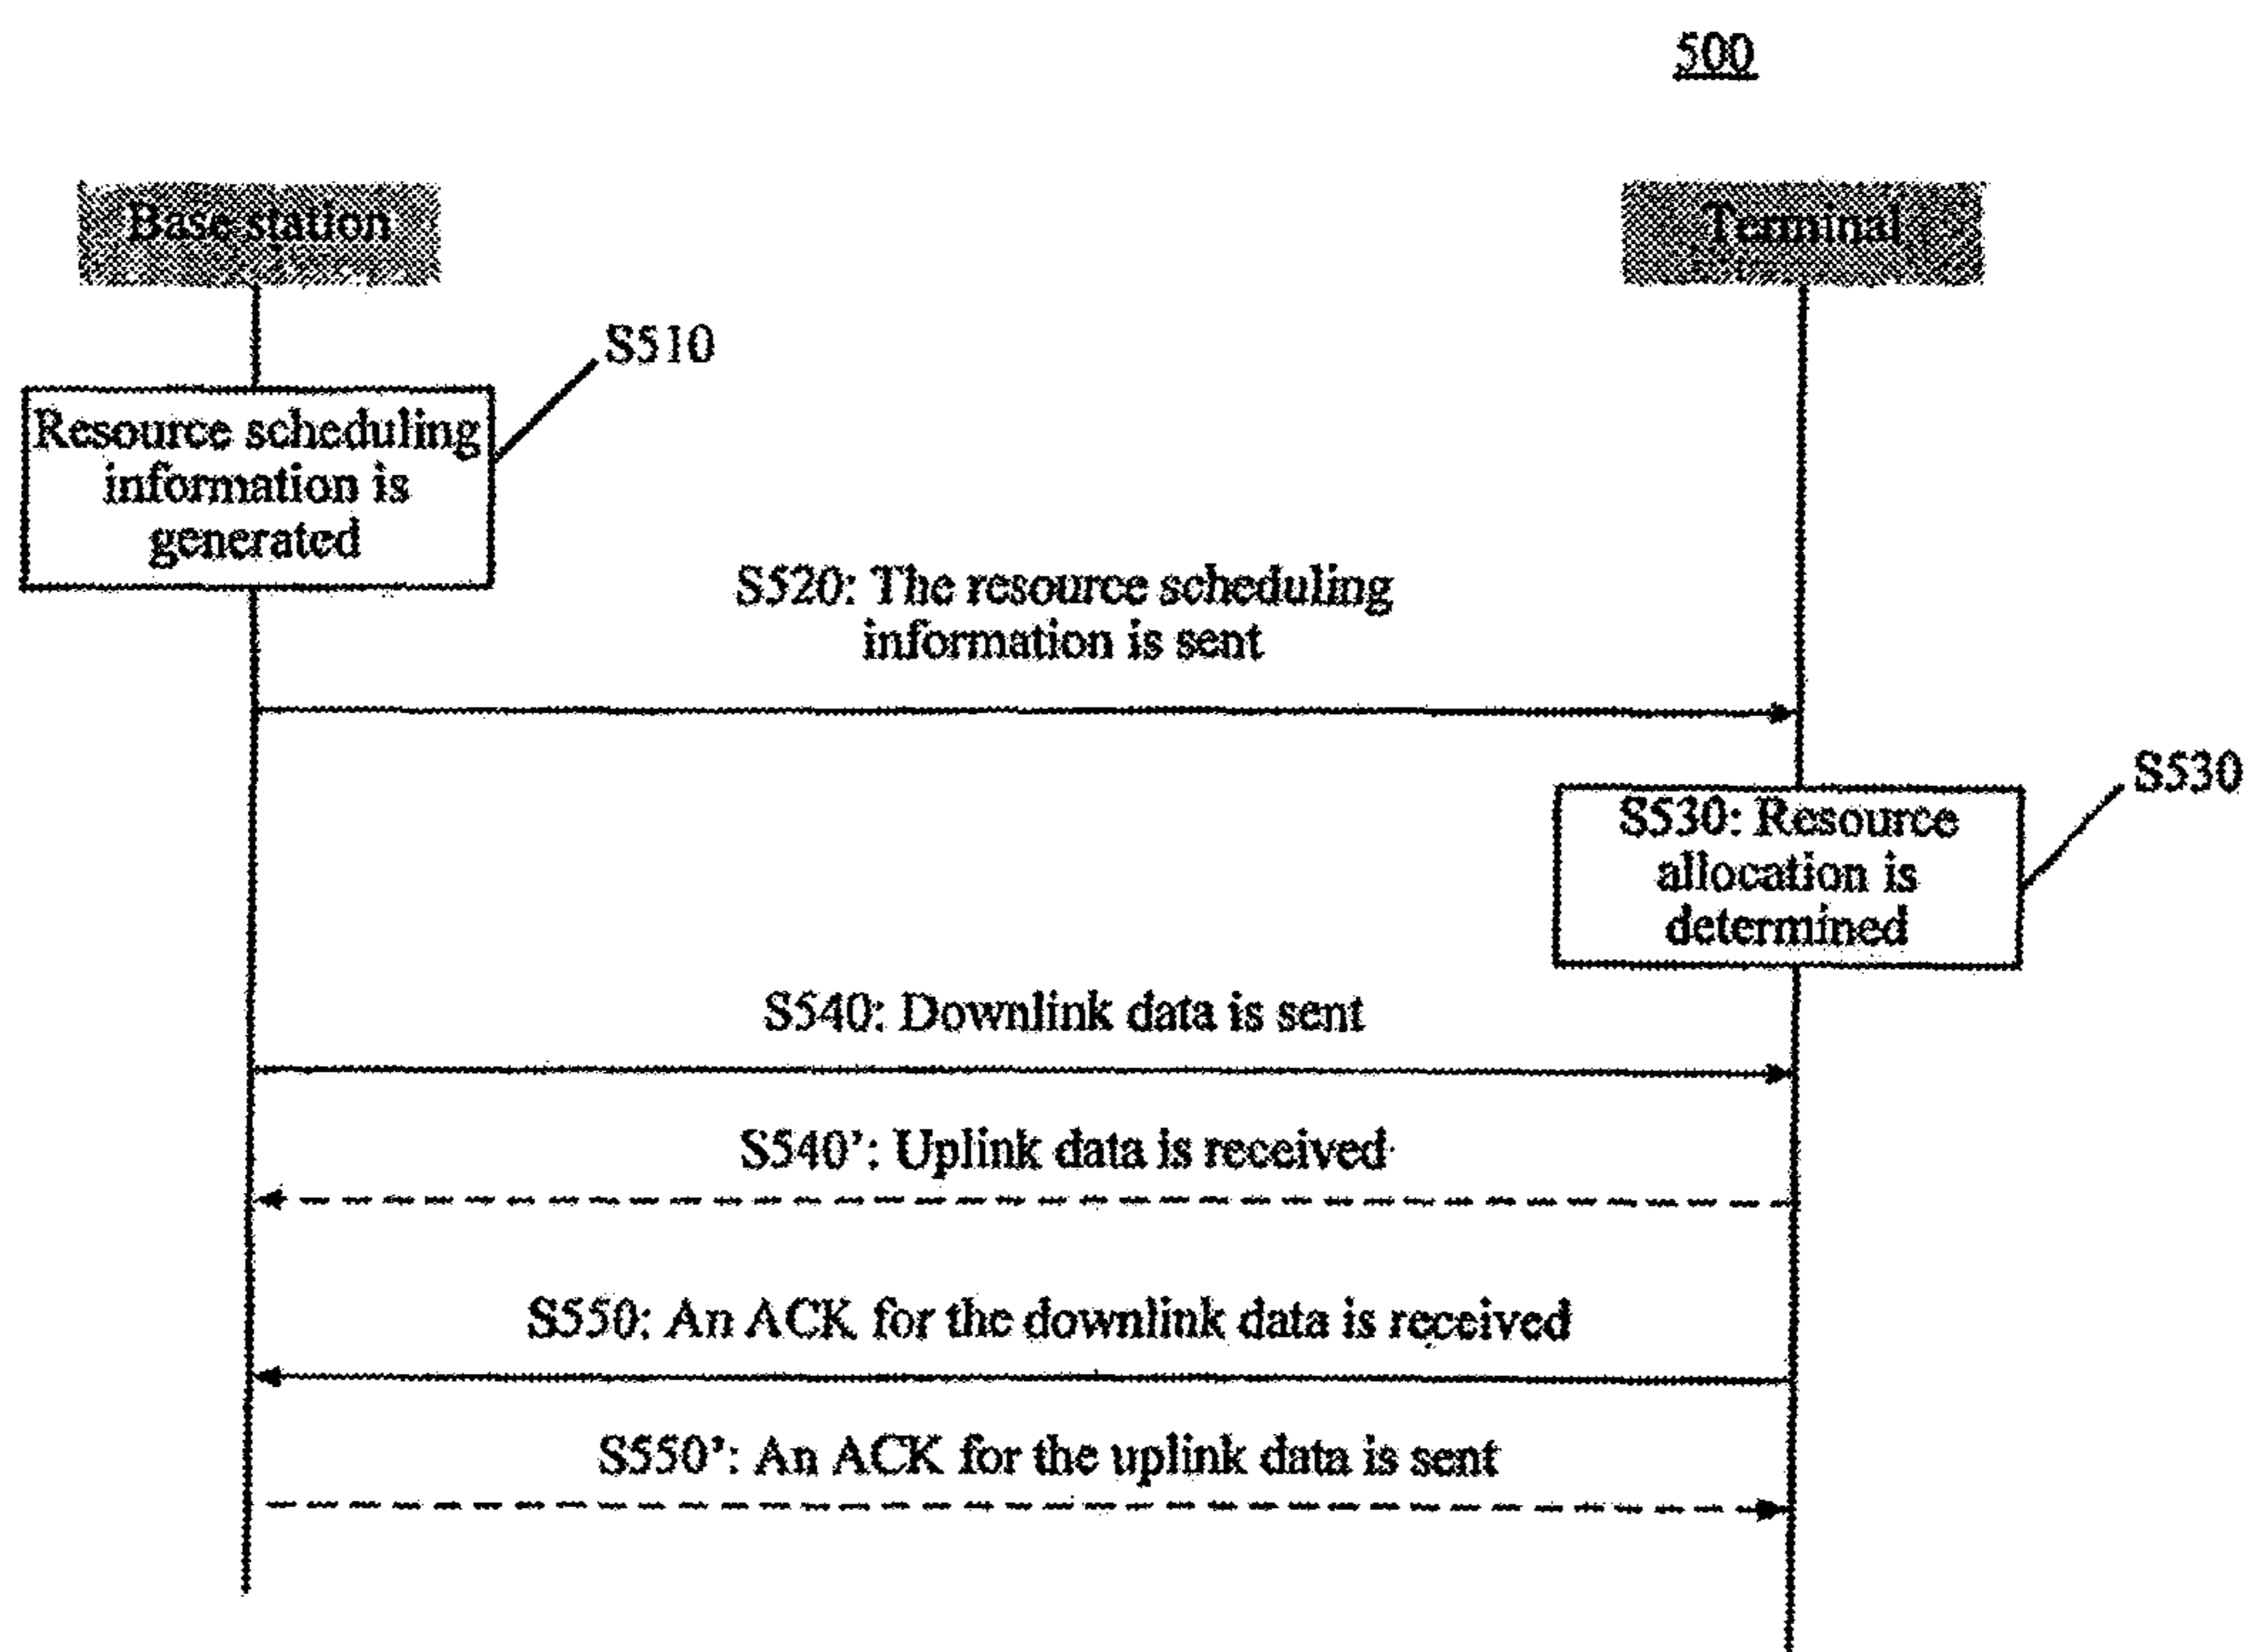 500
Base station
Terminal
S510
Resource scheduling
information is
generated
S520: The resource scheduling
information is sent
S530
S530: Resource
allocation is
determined
S540: Downlink data is sent
S540’: Uplink data is received
S550: An ACK for the downlink data is received
S550’: An ACK for the uplink data is sent